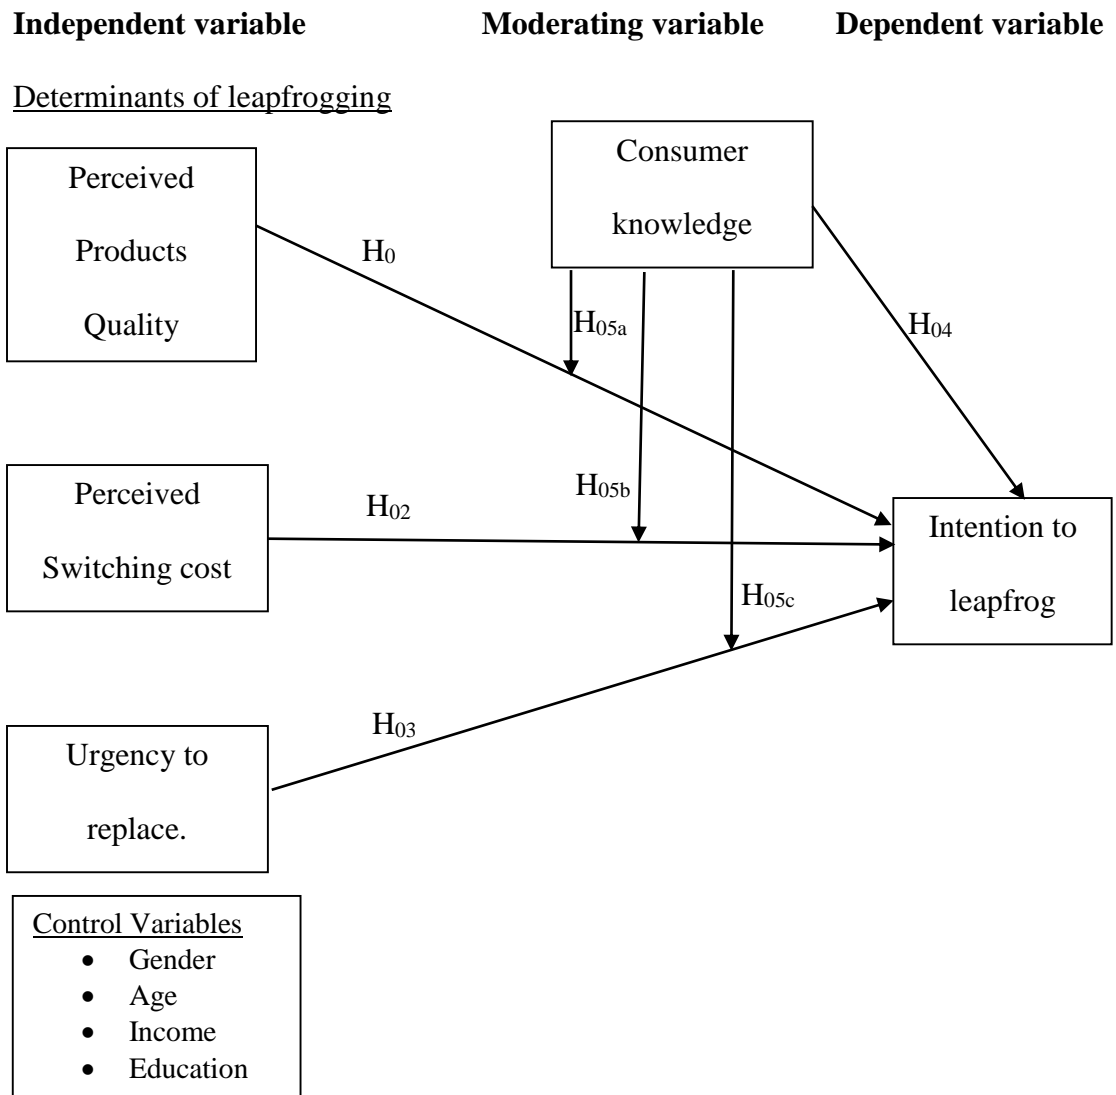 Independent variable Moderating variable Dependent variable
Determinants of leapfrogging
Perceived
Products
Quality
Consumer
knowledge
H0
H05a
H04
Perceived
Switching cost
H02
H05b
Intention to
leapfrog
H05c
H03
Urgency to
replace.
Control Variables
• Gender
• Age
• Income
• Education